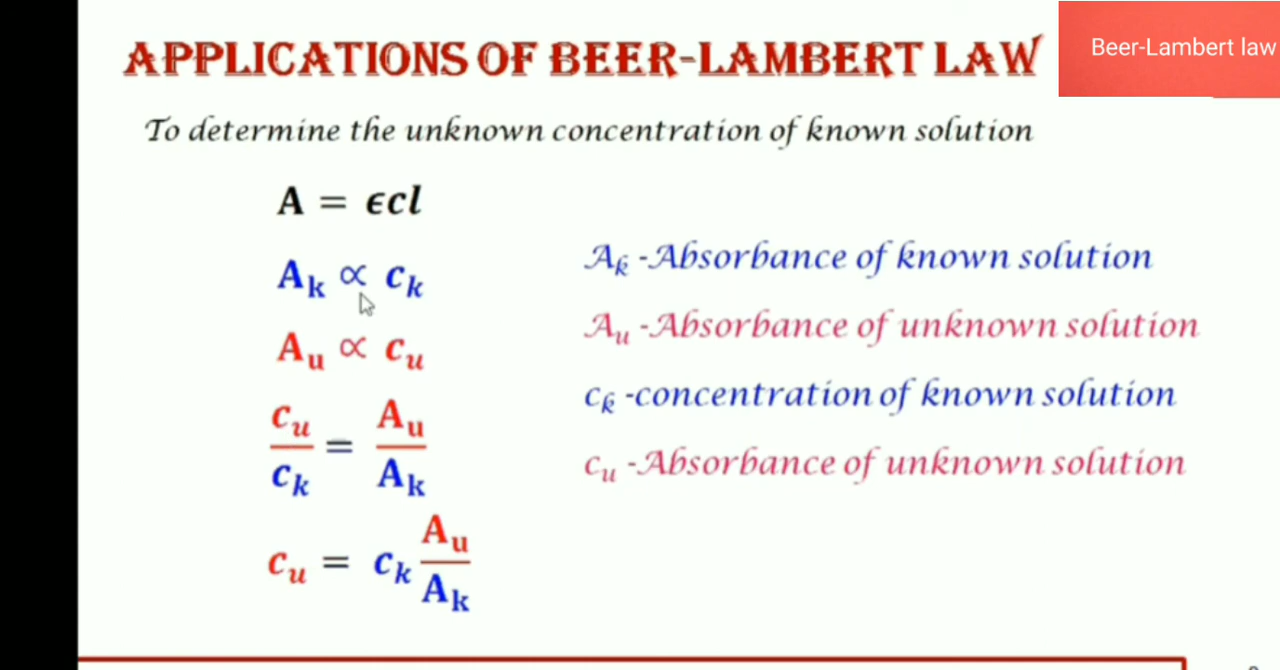 APPLICATIONS OF BEER-LAMBERT LAW
Beer-Lambert law
To determine the unknown concentration of known solution
A = ϵcl
Aₖ ∝ cₖ
Aᵤ ∝ cᵤ
cᵤ/cₖ = Aᵤ/Aₖ
cᵤ = cₖ Aᵤ/Aₖ
Aₖ -Absorbance of known solution
Aᵤ -Absorbance of unknown solution
cₖ -concentration of known solution
cᵤ -Absorbance of unknown solution